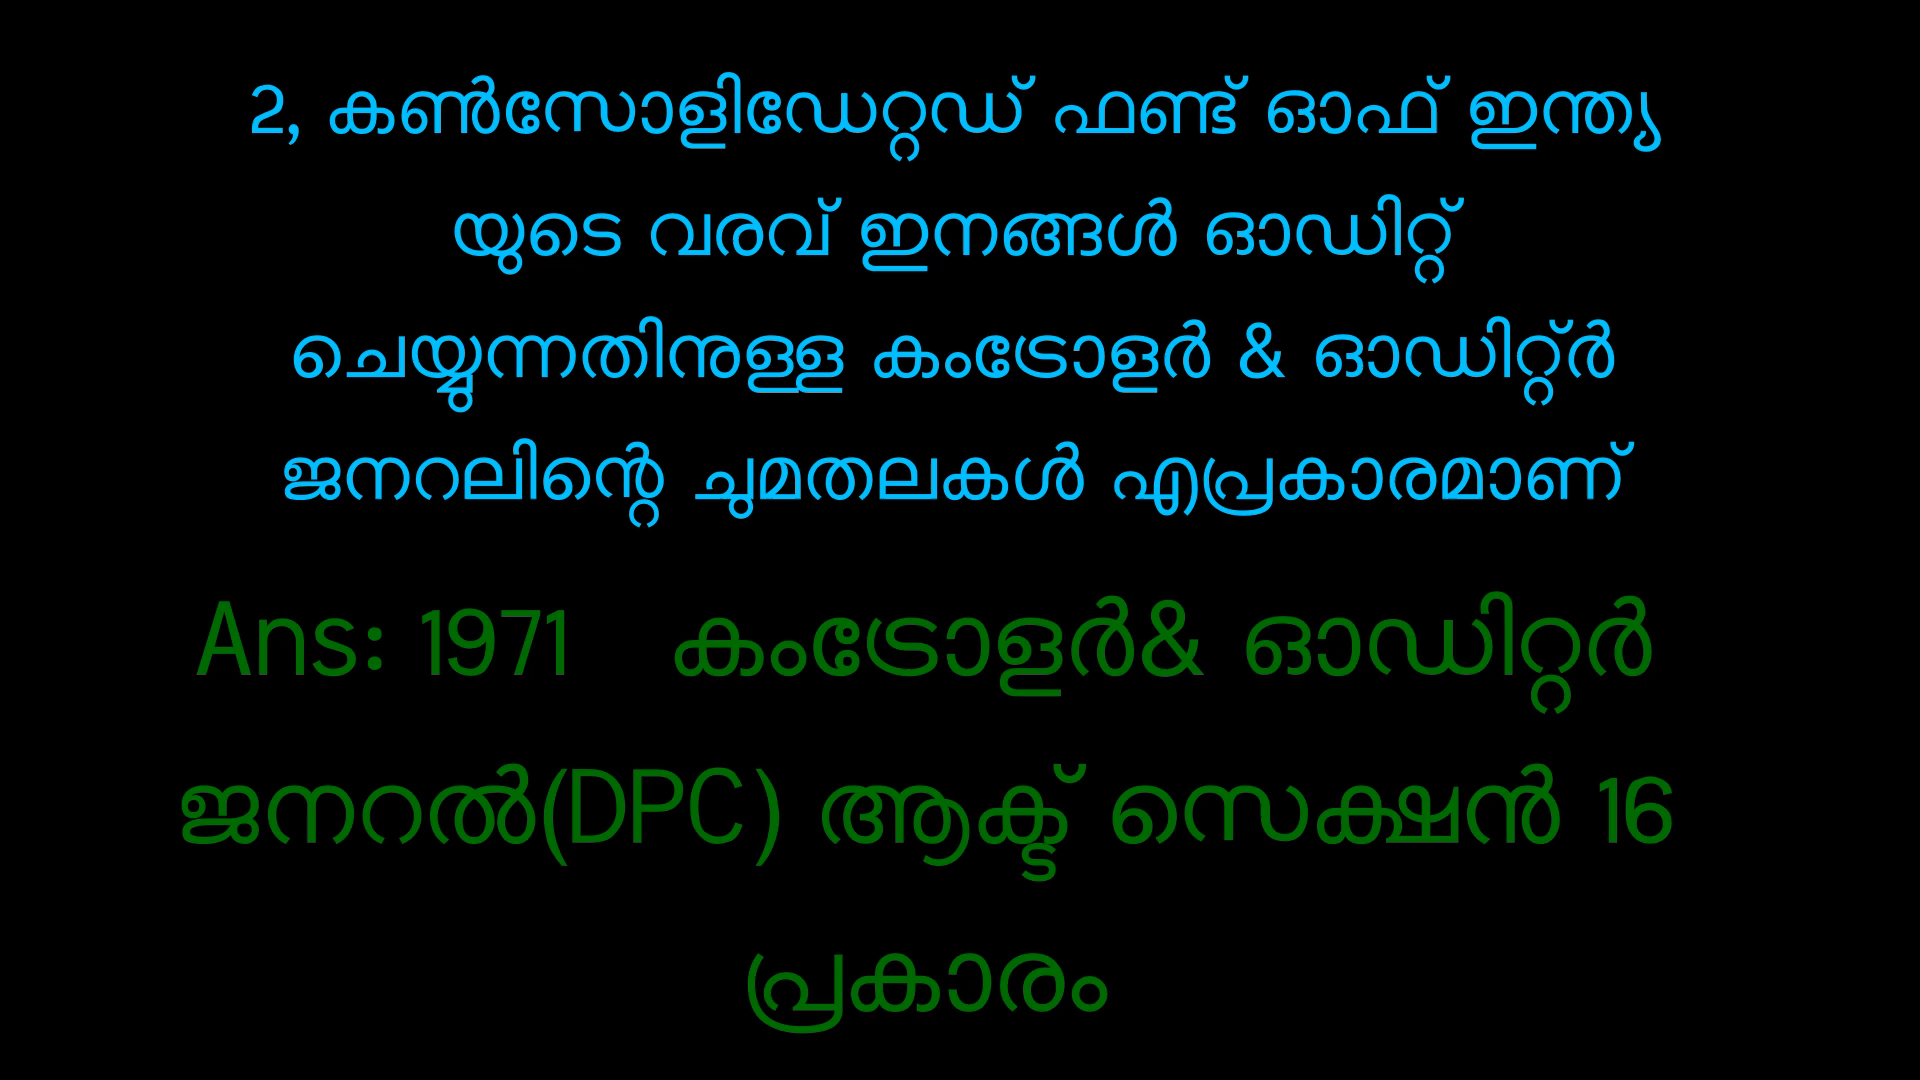 2, കൺസോളിഡേറ്റഡ് ഫണ്ട് ഓഫ് ഇന്ത്യ
യുടെ വരവ് ഇനങ്ങൾ ഓഡിറ്റ്
ചെയ്യുന്നതിനുള്ള കംട്രോളർ & ഓഡിറ്റ്ർ
ജനറലിന്റെ ചുമതലകൾ എപ്രകാരമാണ്
Ans: 1971 കംട്രോളർ& ഓഡിറ്റർ
ജനറൽ(DPC) ആക്ട് സെക്ഷൻ 16
പ്രകാരം